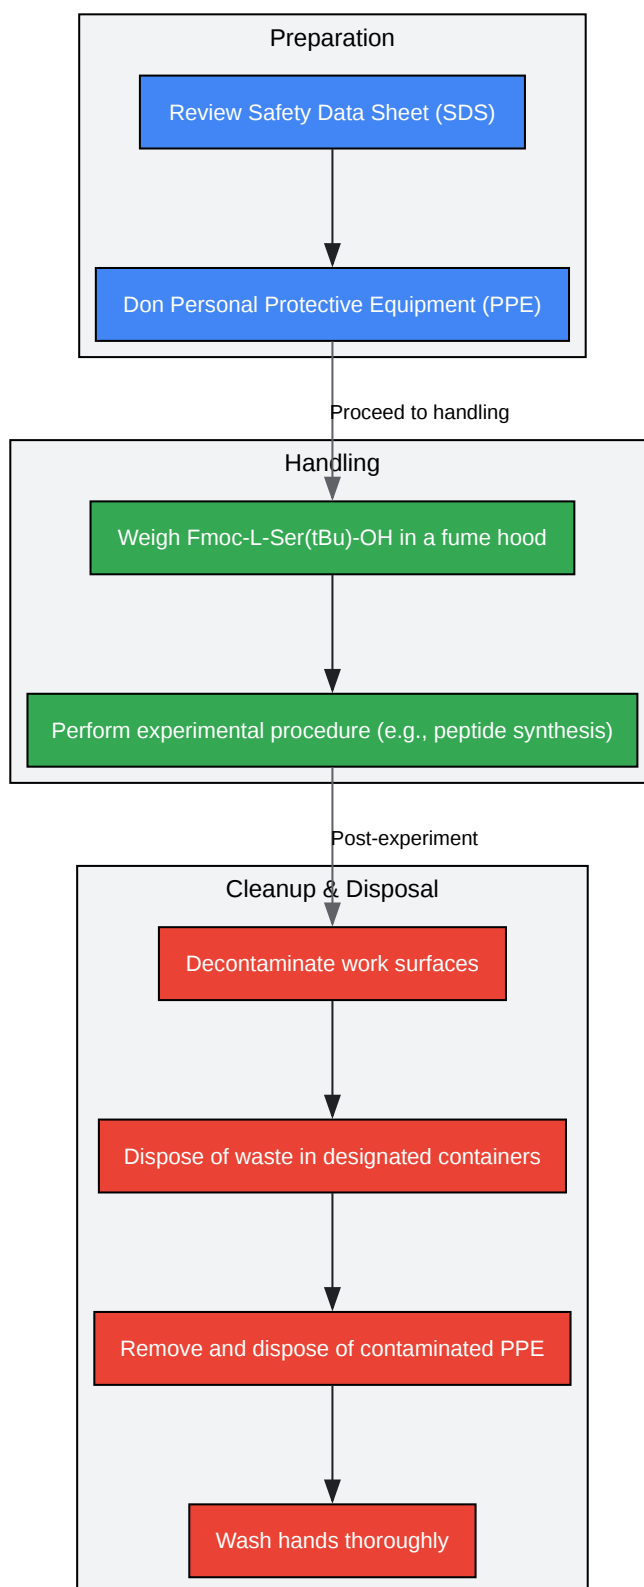 Preparation
Review Safety Data Sheet (SDS)
Don Personal Protective Equipment (PPE)
Proceed to handling
Handling
Weigh Fmoc-L-Ser(tBu)-OH in a fume hood
Perform experimental procedure (e.g., peptide synthesis)
Post-experiment
Cleanup & Disposal
Decontaminate work surfaces
Dispose of waste in designated containers
Remove and dispose of contaminated PPE
Wash hands thoroughly